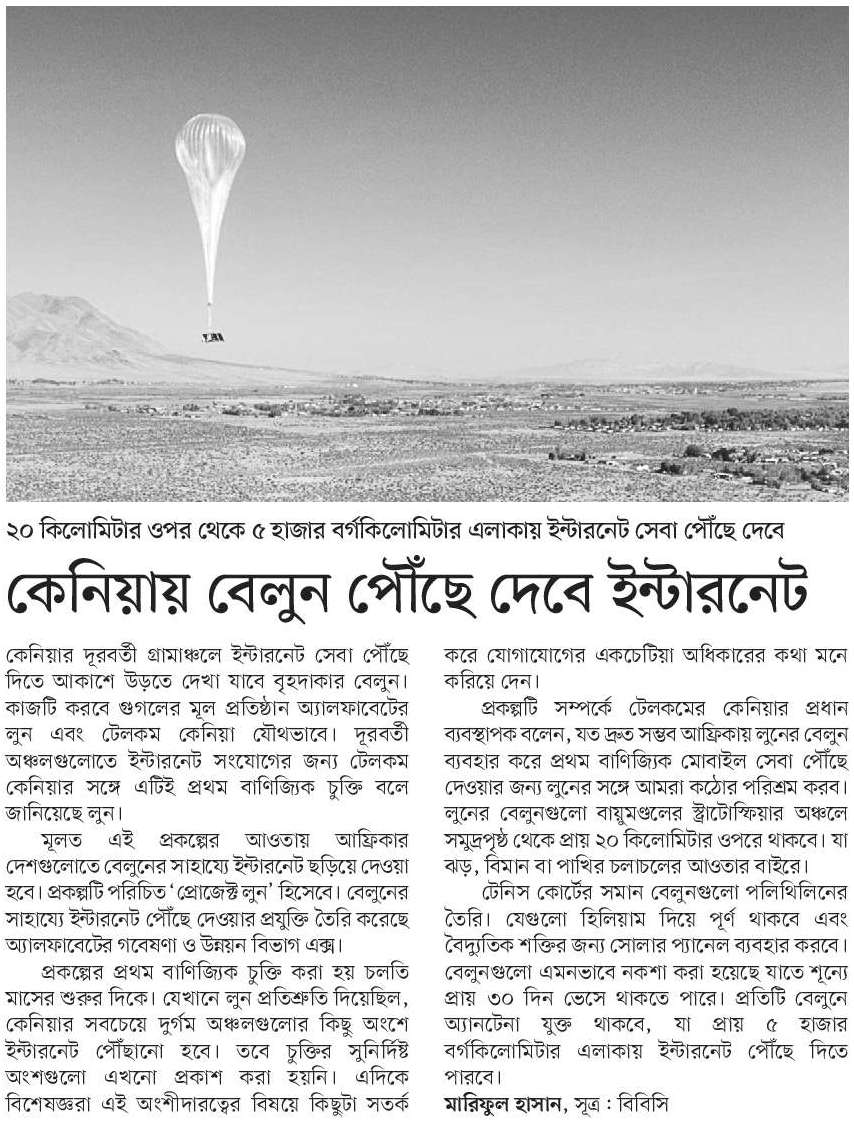 ২০ কিলোমিটার ওপর থেকে ৫ হাজার বর্গকিলোমিটার এলাকায় ইন্টারনেট সেবা পৌঁছে দেবে
কেনিয়ায় বেলুন পৌঁছে দেবে ইন্টারনেট
কেনিয়ার দূরবর্তী গ্রামাঞ্চলে ইন্টারনেট সেবা পৌঁছে
দিতে আকাশে উড়তে দেখা যাবে বৃহদাকার বেলুন।
কাজটি করবে গুগলের মূল প্রতিষ্ঠান অ্যালফাবেটের
লুন এবং টেলকম কেনিয়া যৌথভাবে। দূরবর্তী
অঞ্চলগুলোতে ইন্টারনেট সংযোগের জন্য টেলকম
কেনিয়ার সঙ্গে এটিই প্রথম বাণিজ্যিক চুক্তি বলে
জানিয়েছে লুন।
মূলত এই প্রকল্পের আওতায় আফ্রিকার
দেশগুলোতে বেলুনের সাহায্যে ইন্টারনেট ছড়িয়ে দেওয়া
হবে। প্রকল্পটি পরিচিত ‘প্রোজেক্ট লুন’ হিসেবে। বেলুনের
সাহায্যে ইন্টারনেট পৌঁছে দেওয়ার প্রযুক্তি তৈরি করেছে
অ্যালফাবেটের গবেষণা ও উন্নয়ন বিভাগ এক্স।
প্রকল্পের প্রথম বাণিজ্যিক চুক্তি করা হয় চলতি
মাসের শুরুর দিকে। যেখানে লুন প্রতিশ্রুতি দিয়েছিল,
কেনিয়ার সবচেয়ে দুর্গম অঞ্চলগুলোর কিছু অংশে
ইন্টারনেট পৌঁছানো হবে। তবে চুক্তির সুনির্দিষ্ট
অংশগুলো এখনো প্রকাশ করা হয়নি। এদিকে
বিশেষজ্ঞরা এই অংশীদারত্বের বিষয়ে কিছুটা সতর্ক
করে যোগাযোগের একচেটিয়া অধিকারের কথা মনে
করিয়ে দেন।
প্রকল্পটি সম্পর্কে টেলকমের কেনিয়ার প্রধান
ব্যবস্থাপক বলেন, যত দ্রুত সম্ভব আফ্রিকায় লুনের বেলুন
ব্যবহার করে প্রথম বাণিজ্যিক মোবাইল সেবা পৌঁছে
দেওয়ার জন্য লুনের সঙ্গে আমরা কঠোর পরিশ্রম করব।
লুনের বেলুনগুলো বায়ুমণ্ডলের স্ট্রাটোস্ফিয়ার অঞ্চলে
সমুদ্রপৃষ্ঠ থেকে প্রায় ২০ কিলোমিটার ওপরে থাকবে। যা
ঝড়, বিমান বা পাখির চলাচলের আওতার বাইরে।
টেনিস কোর্টের সমান বেলুনগুলো পলিথিলিনের
তৈরি। যেগুলো হিলিয়াম দিয়ে পূর্ণ থাকবে এবং
বৈদ্যুতিক শক্তির জন্য সোলার প্যানেল ব্যবহার করবে।
বেলুনগুলো এমনভাবে নকশা করা হয়েছে যাতে শূন্যে
প্রায় ৩০ দিন ভেসে থাকতে পারে। প্রতিটি বেলুনে
অ্যানটেনা যুক্ত থাকবে, যা প্রায় ৫ হাজার
বর্গকিলোমিটার এলাকায় ইন্টারনেট পৌঁছে দিতে
পারবে।
মারিফুল হাসান, সূত্র : বিবিসি